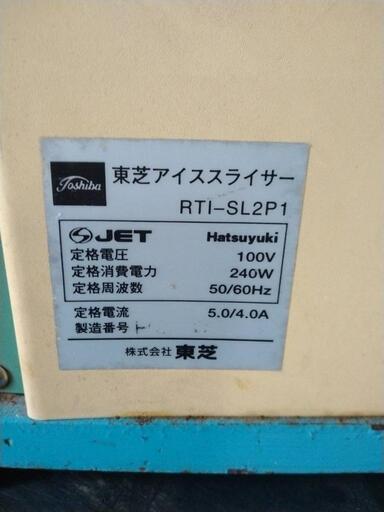 Toshiba 東芝アイススライサー
RTI-SL2P1
JET Hatsuyuki
定格電圧 100V
定格消費電力 240W
定格周波数 50/60Hz
定格電流 5.0/4.0A
製造番号
株式会社 東芝